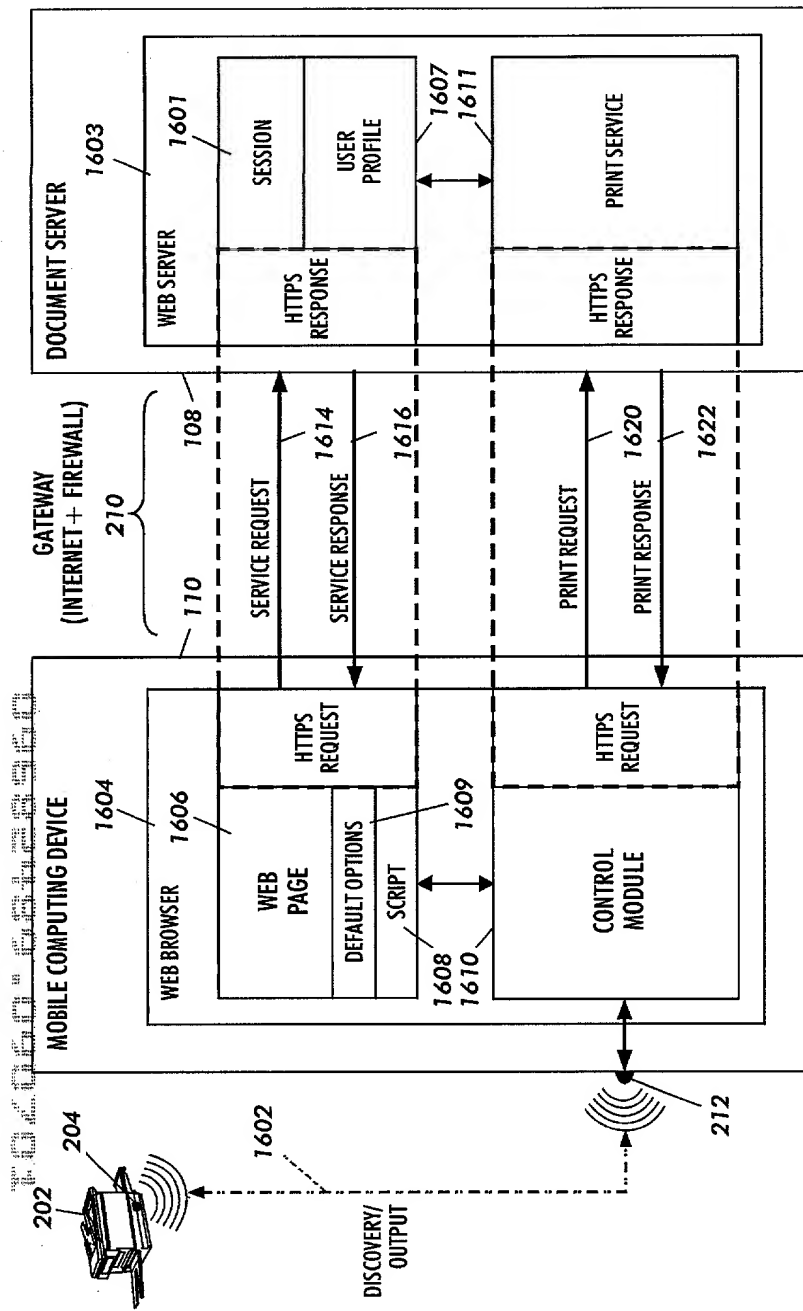 DOCUMENT SERVER
1603
WEB SERVER
1601
SESSION
USER
PROFILE
HTTPS
RESPONSE
1607
1611
PRINT SERVICE
HTTPS
RESPONSE
GATEWAY
(INTERNET + FIREWALL)
210
108
110
SERVICE REQUEST
1614
SERVICE RESPONSE
1616
PRINT REQUEST
1620
PRINT RESPONSE
1622
MOBILE COMPUTING DEVICE
1604
WEB BROWSER
1606
WEB
PAGE
DEFAULT OPTIONS
1609
SCRIPT
HTTPS
REQUEST
1608
1610
CONTROL
MODULE
HTTPS
REQUEST
202
204
1602
DISCOVERY/
OUTPUT
212